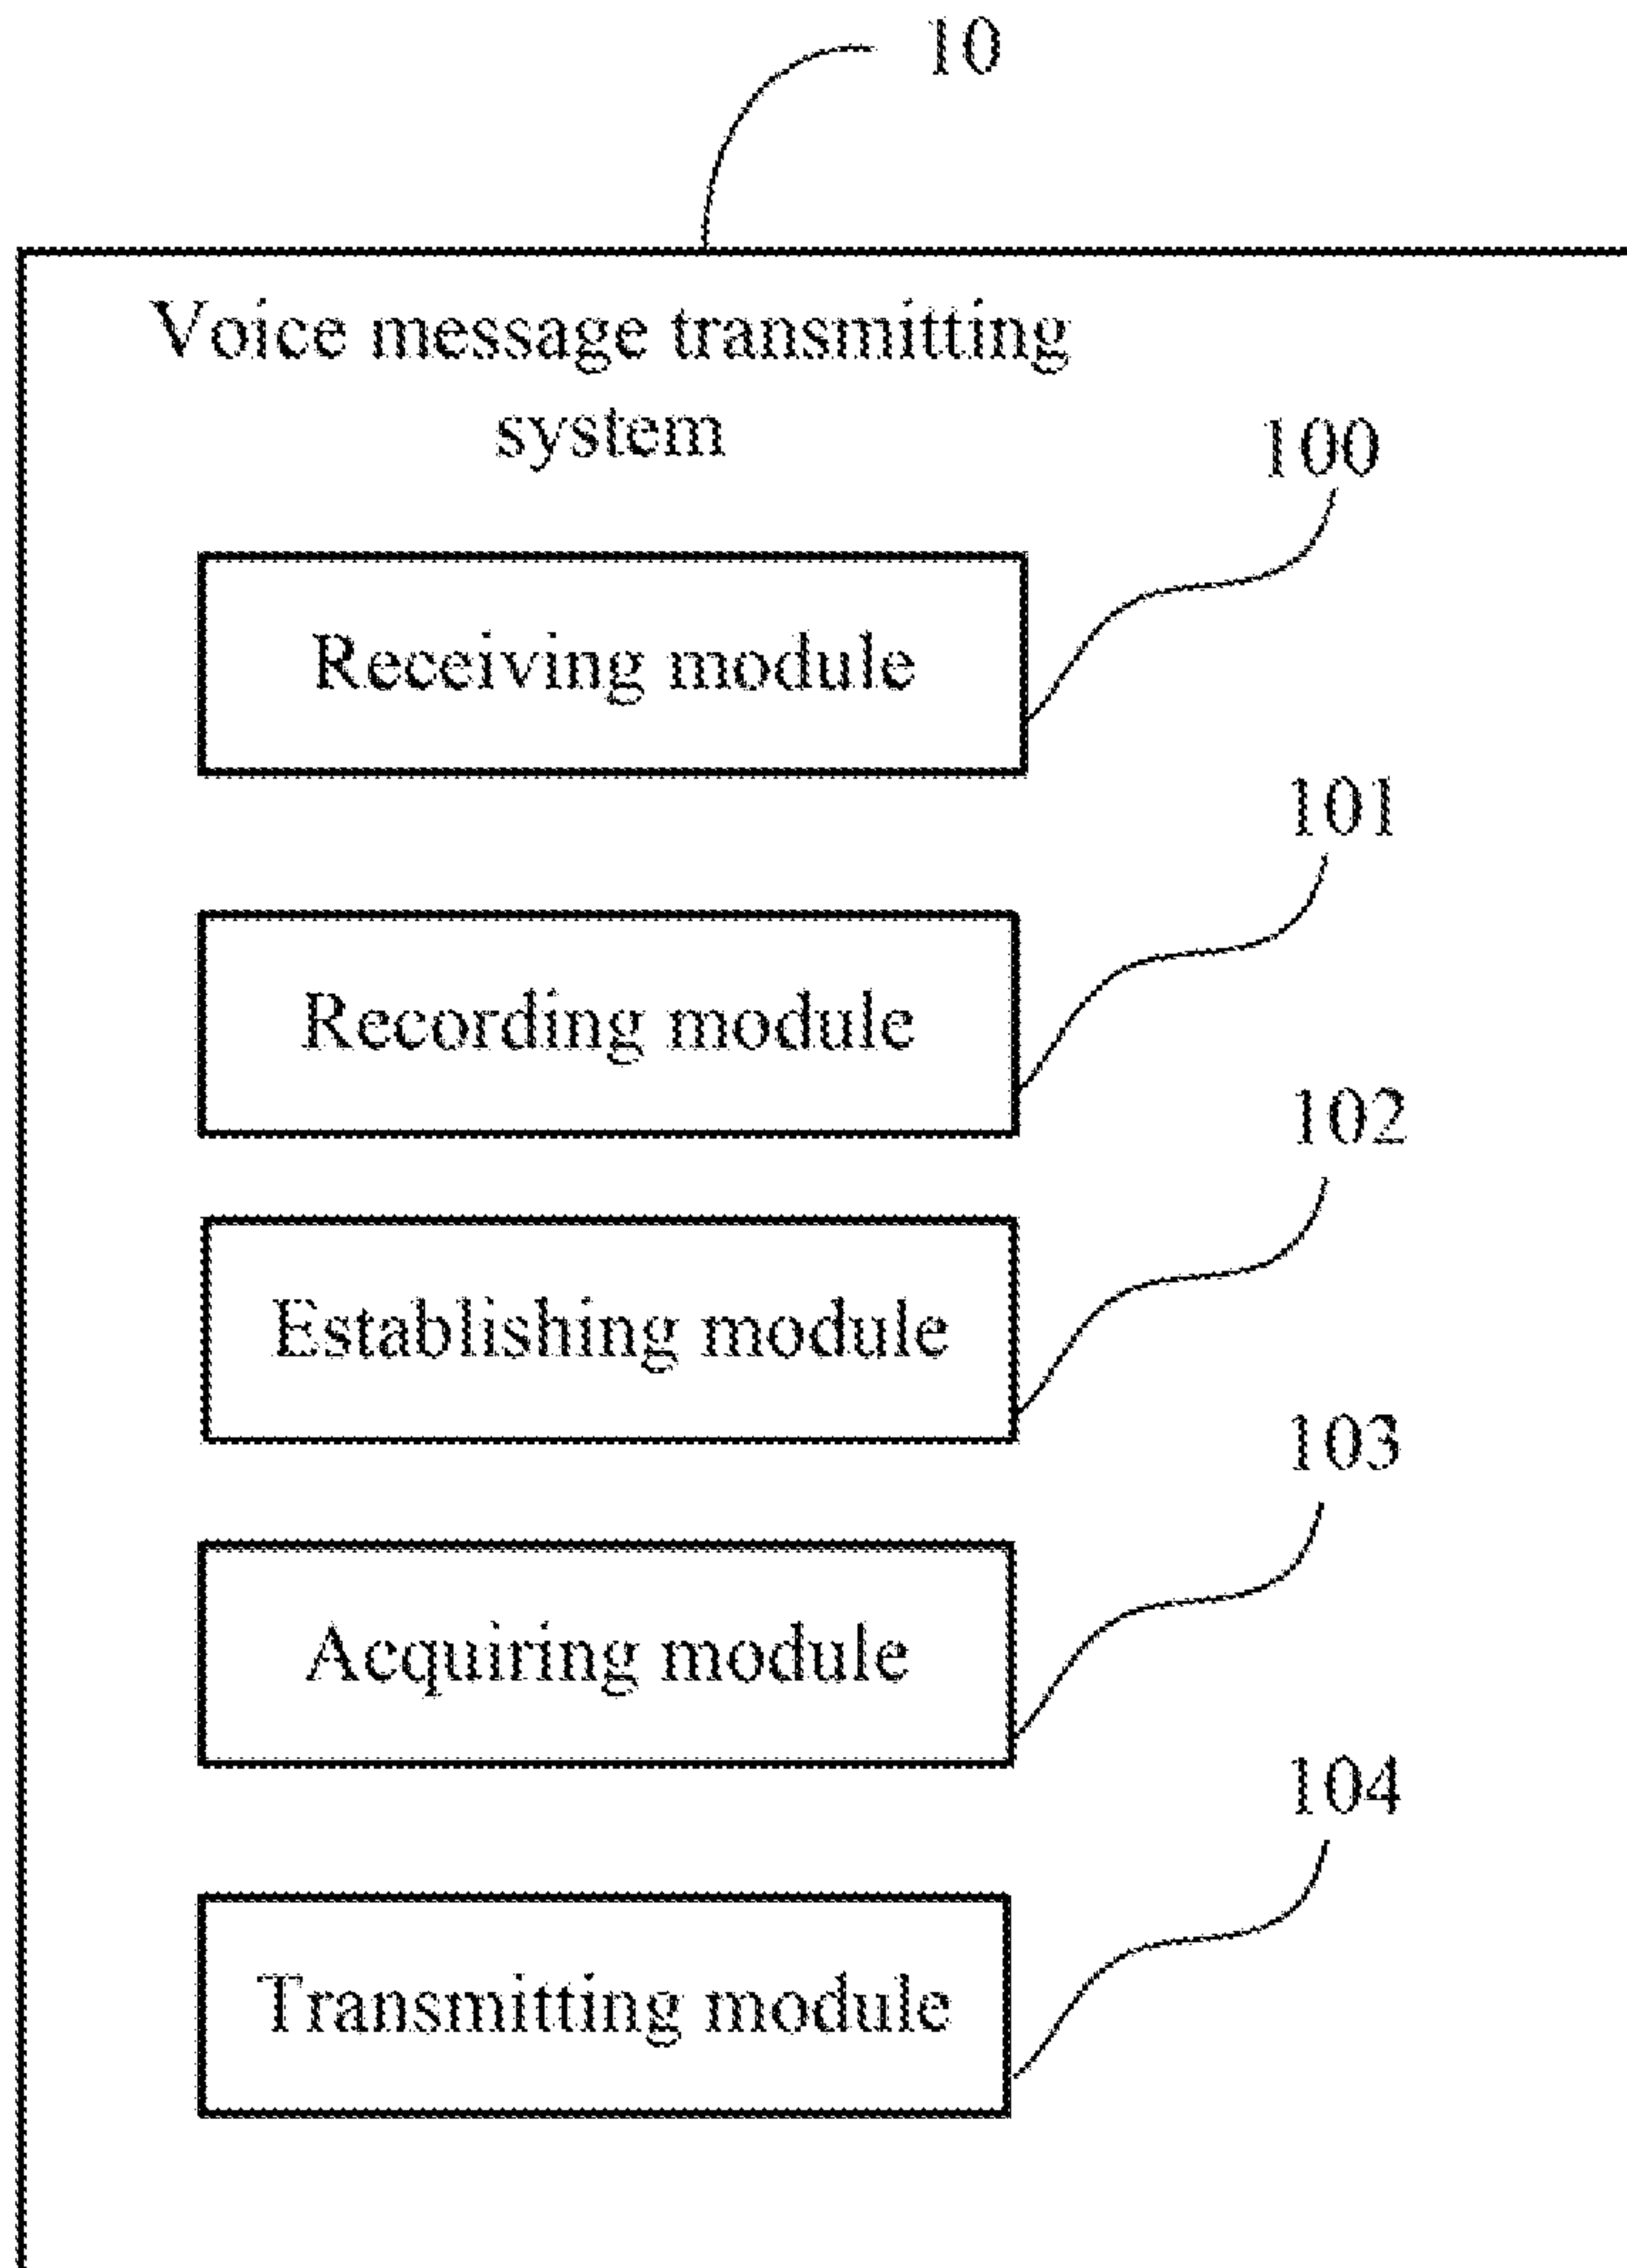 10
Voice message transmitting
system
100
Receiving module
101
Recording module
102
Establishing module
103
Acquiring module
104
Transmitting module